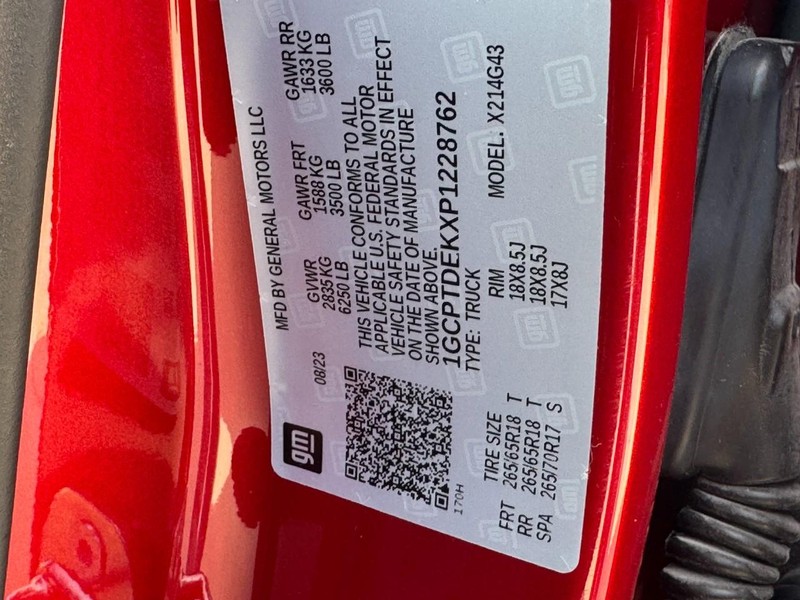 MFD BY GENERAL MOTORS LLC
gm
08/23
GVWR
2835 KG
6250 LB
GAWR FRT
1588 KG
3500 LB
GAWR RR
1633 KG
3600 LB
THIS VEHICLE CONFORMS TO ALL
APPLICABLE U.S. FEDERAL MOTOR
VEHICLE SAFETY STANDARDS IN EFFECT
ON THE DATE OF MANUFACTURE
SHOWN ABOVE.
1GCPTDEKXP1228762
TYPE: TRUCK
MODEL: X214G43
170H
TIRE SIZE RIM
FRT 265/65R18 T 18X8.5J
RR 265/65R18 T 18X8.5J
SPA 265/70R17 S 17X8J